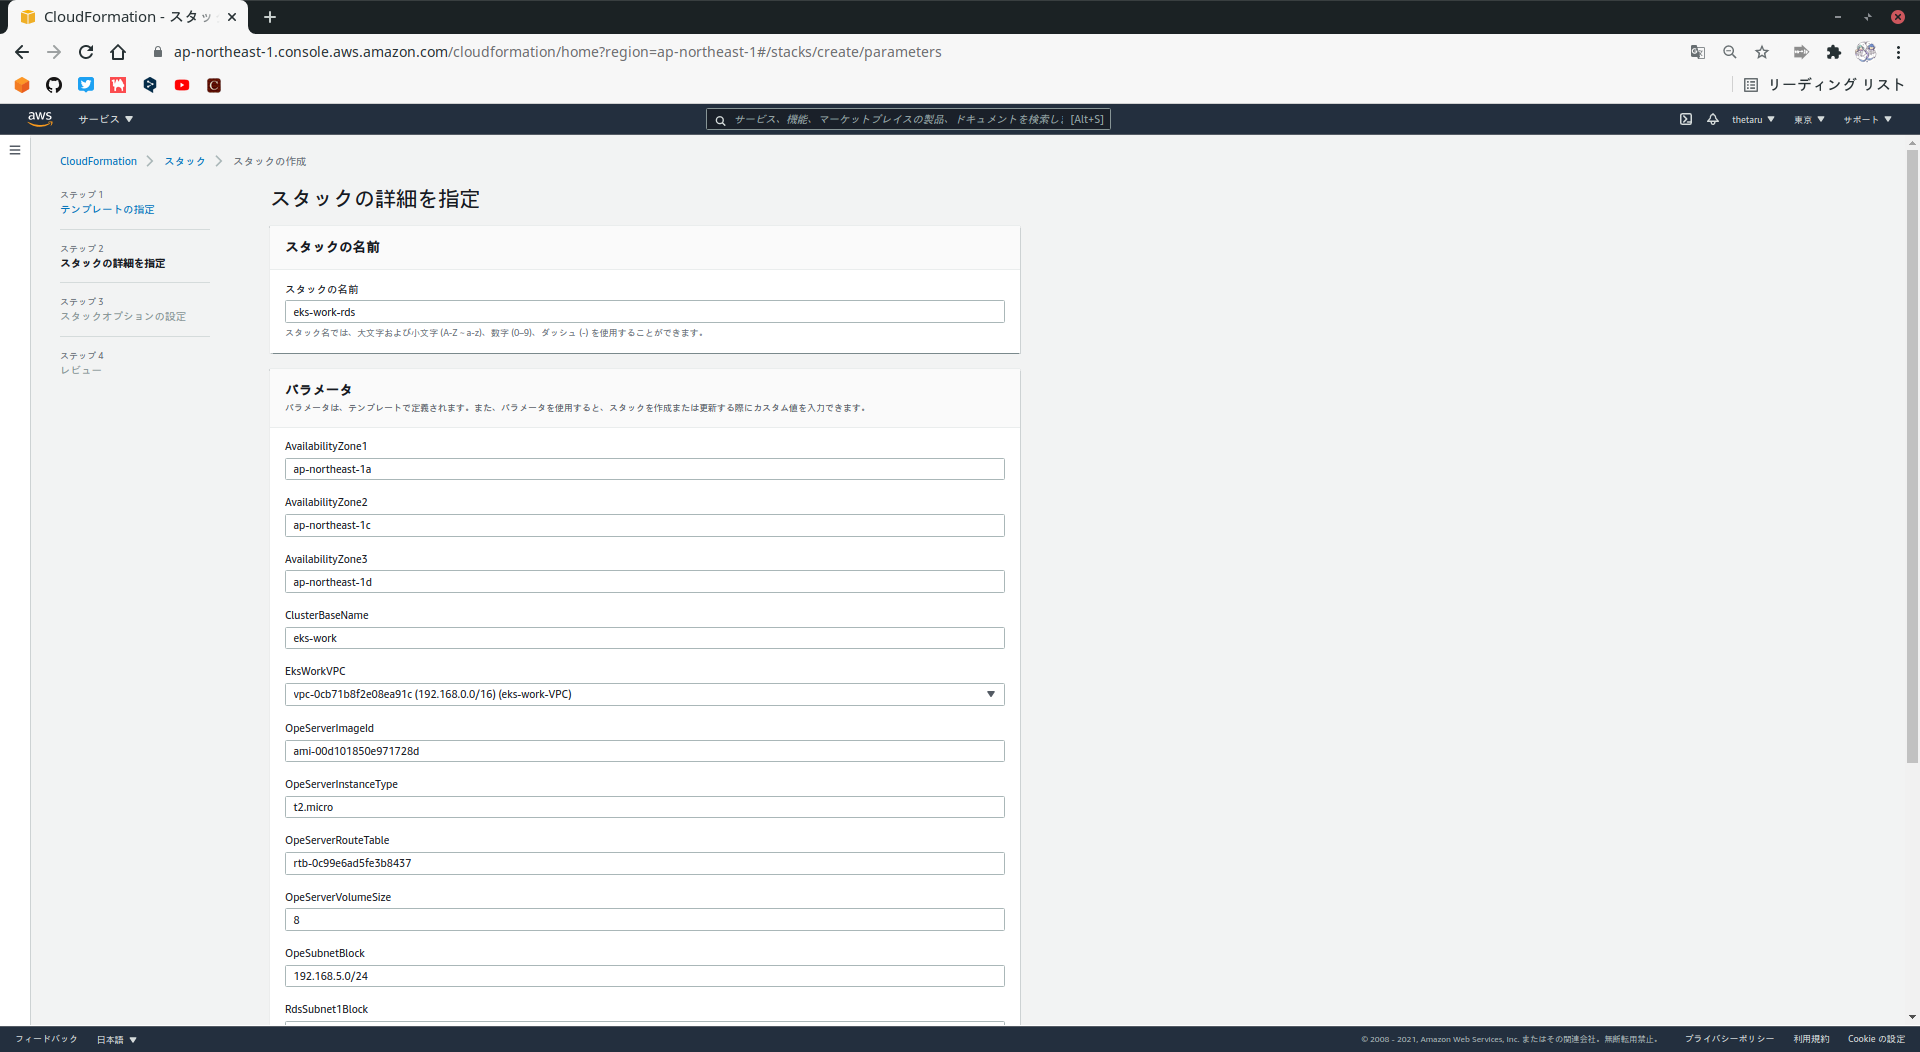 CloudFormation - スタッ
ap-northeast-1.console.aws.amazon.com/cloudformation/home?region=ap-northeast-1#/stacks/create/parameters
リーディング リスト
aws
サービス
サービス、機能、マーケットプレイスの製品、ドキュメントを検索し
[Alt+S]
thetaru
東京
サポート
CloudFormation
スタック
スタックの作成
ステップ 1
テンプレートの指定
ステップ 2
スタックの詳細を指定
ステップ 3
スタックオプションの設定
ステップ 4
レビュー
スタックの詳細を指定
スタックの名前
スタックの名前
eks-work-rds
スタック名では、大文字および小文字 (A-Z ~ a-z)、数字 (0-9)、ダッシュ (-) を使用することができます。
パラメータ
パラメータは、テンプレートで定義されます。また、パラメータを使用すると、スタックを作成または更新する際にカスタム値を入力できます。
AvailabilityZone1
ap-northeast-1a
AvailabilityZone2
ap-northeast-1c
AvailabilityZone3
ap-northeast-1d
ClusterBaseName
eks-work
EksWorkVPC
vpc-0cb71b8f2e08ea91c (192.168.0.0/16) (eks-work-VPC)
OpeServerImageId
ami-00d101850e971728d
OpeServerInstanceType
t2.micro
OpeServerRouteTable
rtb-0c99e6ad5fe3b8437
OpeServerVolumeSize
8
OpeSubnetBlock
192.168.5.0/24
RdsSubnet1Block
フィードバック
日本語
© 2008 - 2021, Amazon Web Services, Inc. またはその関連会社。無断転用禁止。
プライバシーポリシー
利用規約
Cookie の設定